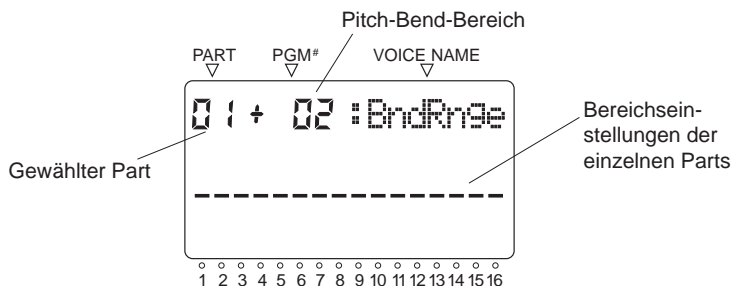 Pitch-Bend-Bereich
PART PGM# VOICE NAME
01+ 02 :BndRnge
Bereichsein-
stellungen der
einzelnen Parts
Gewählter Part
1 2 3 4 5 6 7 8 9 10 11 12 13 14 15 16